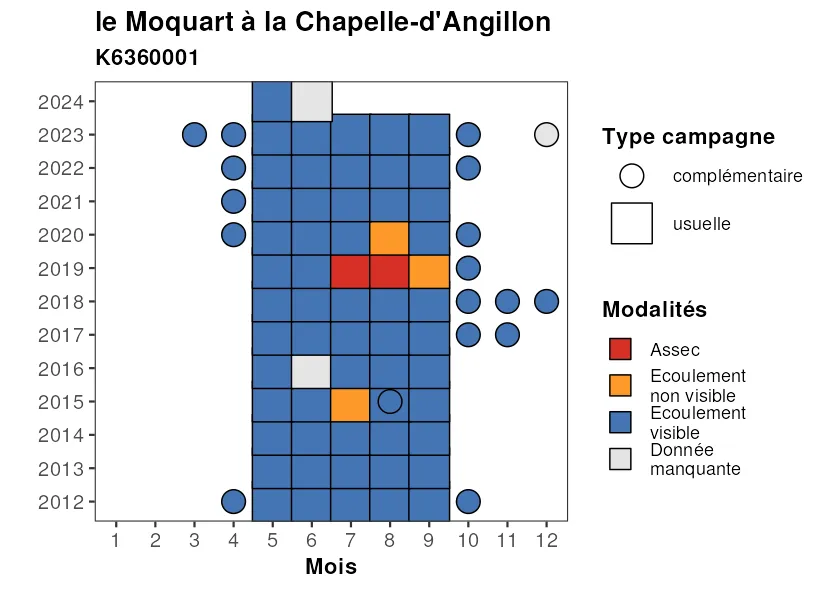 le Moquart à la Chapelle-d'Angillon
K6360001
2024
2023
2022
2021
2020
2019
2018
2017
2016
2015
2014
2013
2012
1 2 3 4 5 6 7 8 9 10 11 12
Mois
Type campagne
complémentaire
usuelle
Modalités
Assec
Ecoulement
non visible
Ecoulement
visible
Donnée
manquante